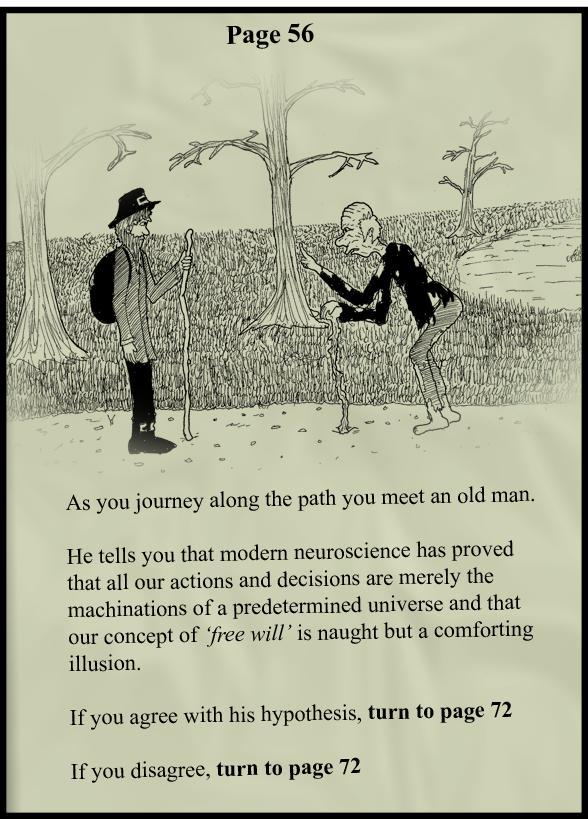 Page 56
As you journey along the path you meet an old man.
He tells you that modern neuroscience has proved
that all our actions and decisions are merely the
machinations of a predetermined universe and that
our concept of ‘free will’ is naught but a comforting
illusion.
If you agree with his hypothesis, turn to page 72
If you disagree, turn to page 72